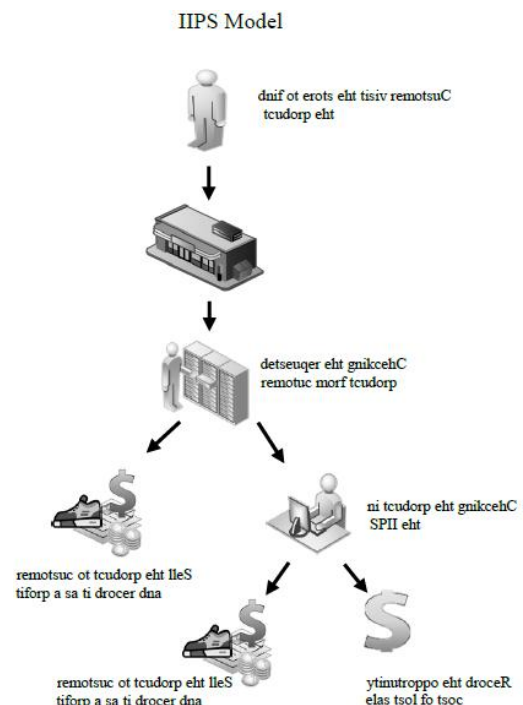 IIPS Model
dnif ot erots eht tisiv remotsuC
tcudorp eht
detseuqer eht gnikcehC
remotuc morf tcudorp
ni tcudorp eht gnikcehC
SPII eht
remotsuc ot tcudorp eht lleS
tiforp a sa ti drocer dna
remotsuc ot tcudorp eht lleS
tiforp a sa ti drocer dna
ytinutroppo eht droceR
elas tsol fo tsoc